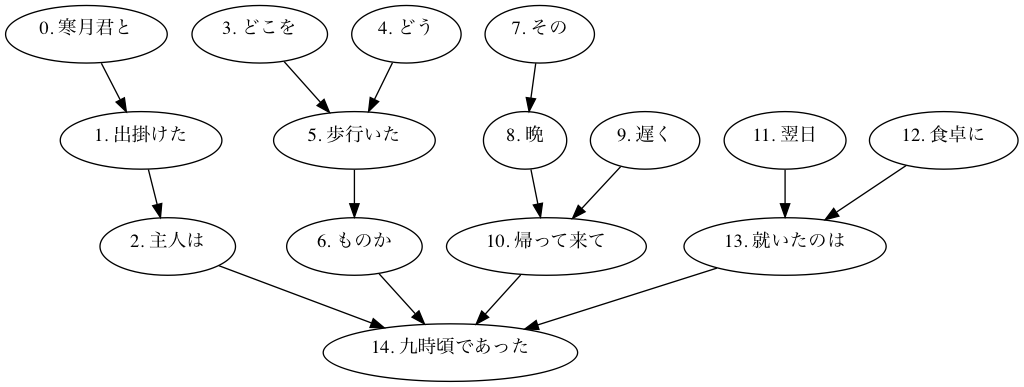 0. 寒月君と
3. どこを
4. どう
7. その
1. 出掛けた
5. 歩行いた
8. 晩
9. 遅く
11. 翌日
12. 食卓に
2. 主人は
6. ものか
10. 帰って来て
13. 就いたのは
14. 九時頃であった